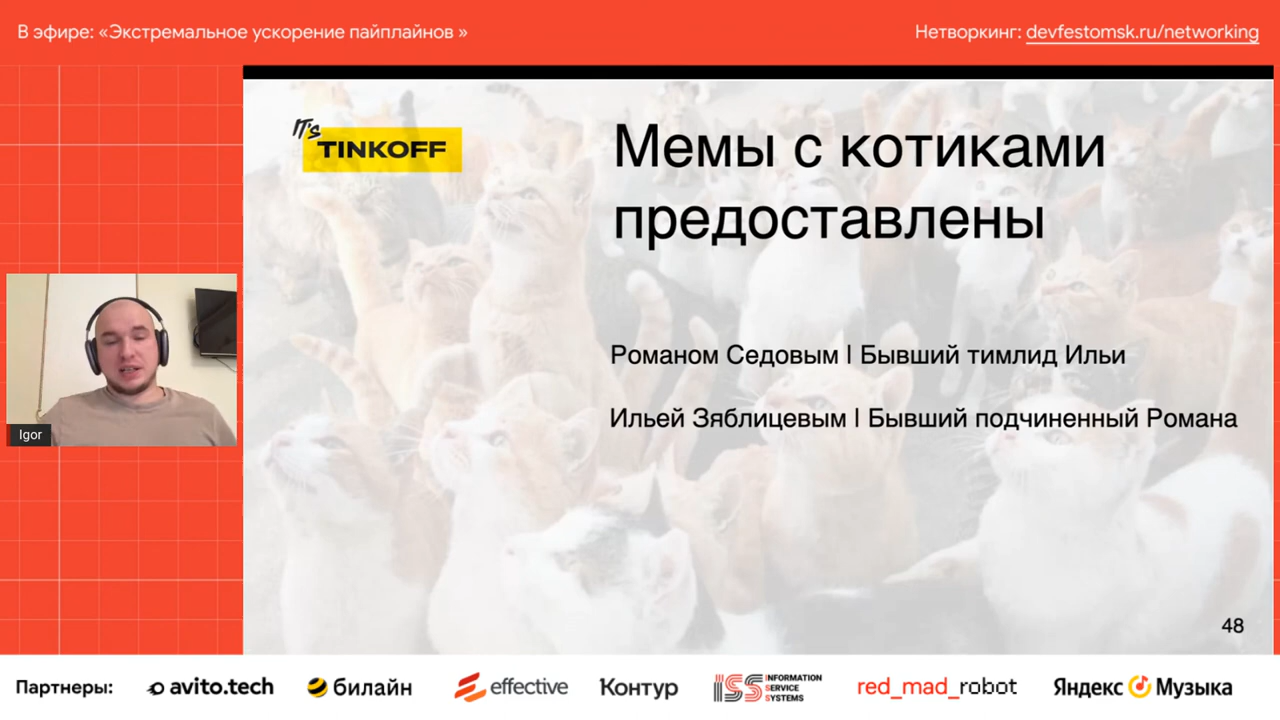 В эфире: «Экстремальное ускорение пайплайнов »
Нетворкинг: devfestomsk.ru/networking
IT's
TINKOFF
Мемы с котиками
предоставлены
Романом Седовым | Бывший тимлид Ильи
Ильей Зяблицевым | Бывший подчиненный Романа
Igor
48
Партнеры:
avito.tech
билайн
effective
Контур
ISS INFORMATION
SERVICE
SYSTEMS
red_mad_robot
Яндекс Музыка